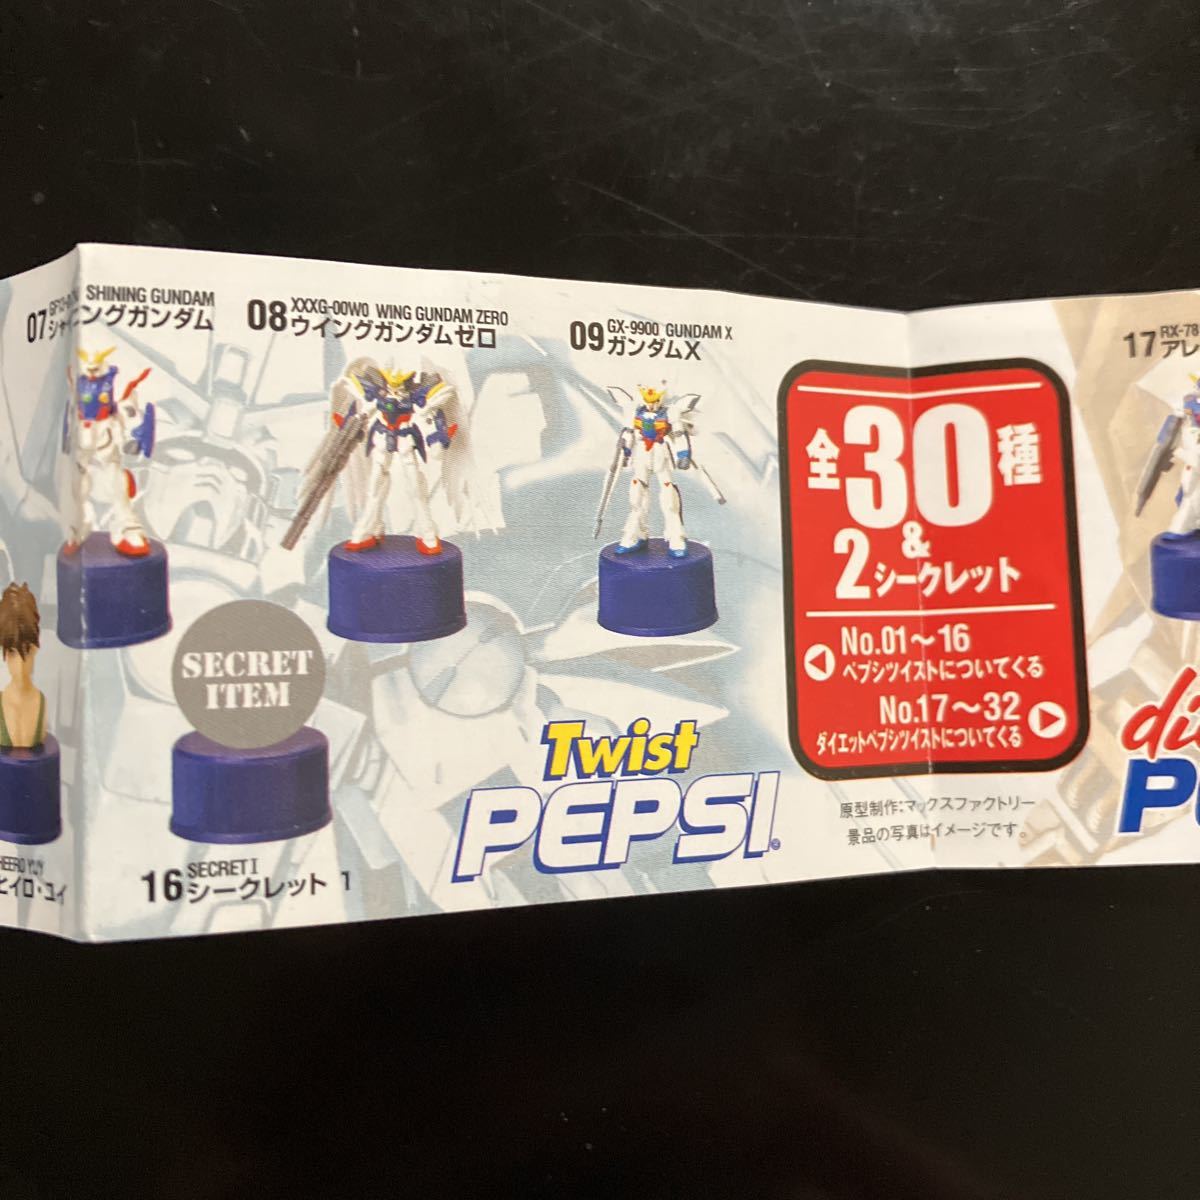 07
SHINING GUNDAM
シャイニングガンダム
08 XXXG-00W0 WING GUNDAM ZERO
ウイングガンダムゼロ
09 GX-9900 GUNDAM X
ガンダムX
全30種
&
2シークレット
No.01〜16
ペプシツイストについてくる
No.17〜32
ダイエットペプシツイストについてくる
原型制作:マックスファクトリー
景品の写真はイメージです。
17 RX-78
アレ
SECRET
ITEM
HEERO YUY
ヒイロ・ユイ
16 SECRET I
シークレット 1
Twist
PEPSI
di
P